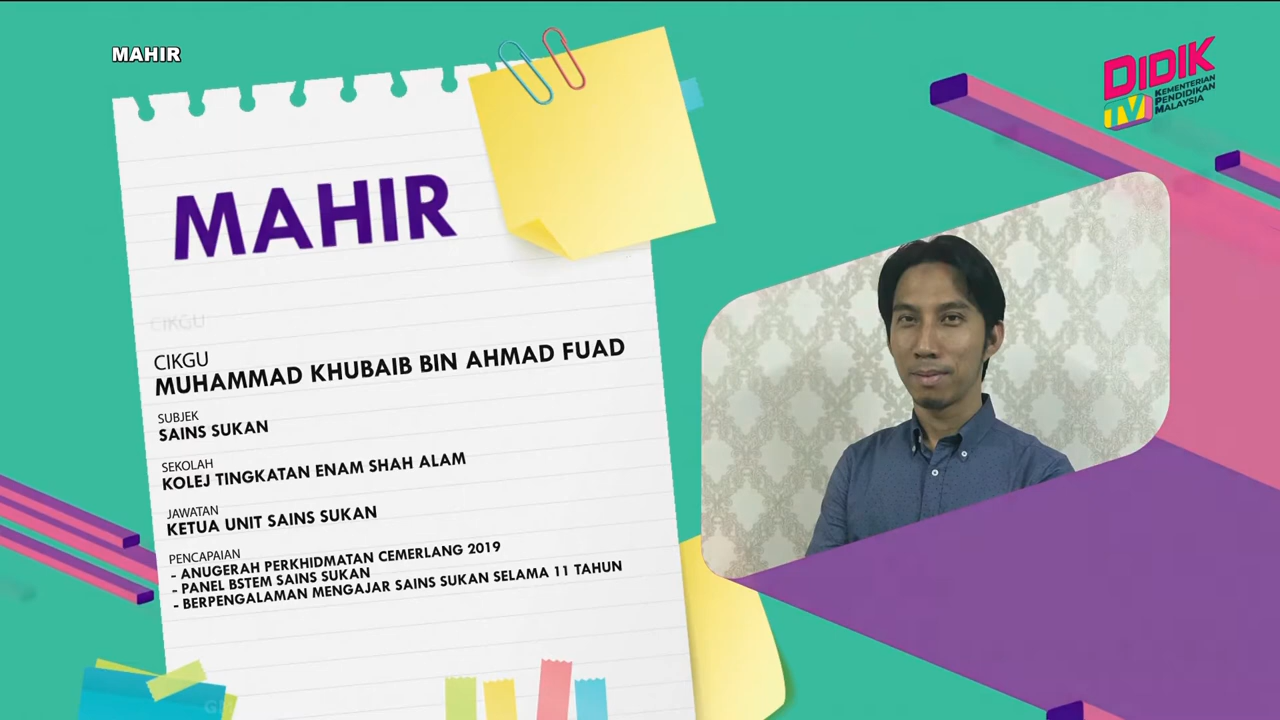 MAHIR
DIDIK
TV
KEMENTERIAN
PENDIDIKAN
MALAYSIA
MAHIR
CIKGU
CIKGU
MUHAMMAD KHUBAIB BIN AHMAD FUAD
SUBJEK
SAINS SUKAN
SEKOLAH
KOLEJ TINGKATAN ENAM SHAH ALAM
JAWATAN
KETUA UNIT SAINS SUKAN
PENCAPAIAN
- ANUGERAH PERKHIDMATAN CEMERLANG 2019
- PANEL BSTEM SAINS SUKAN
- BERPENGALAMAN MENGAJAR SAINS SUKAN SELAMA 11 TAHUN